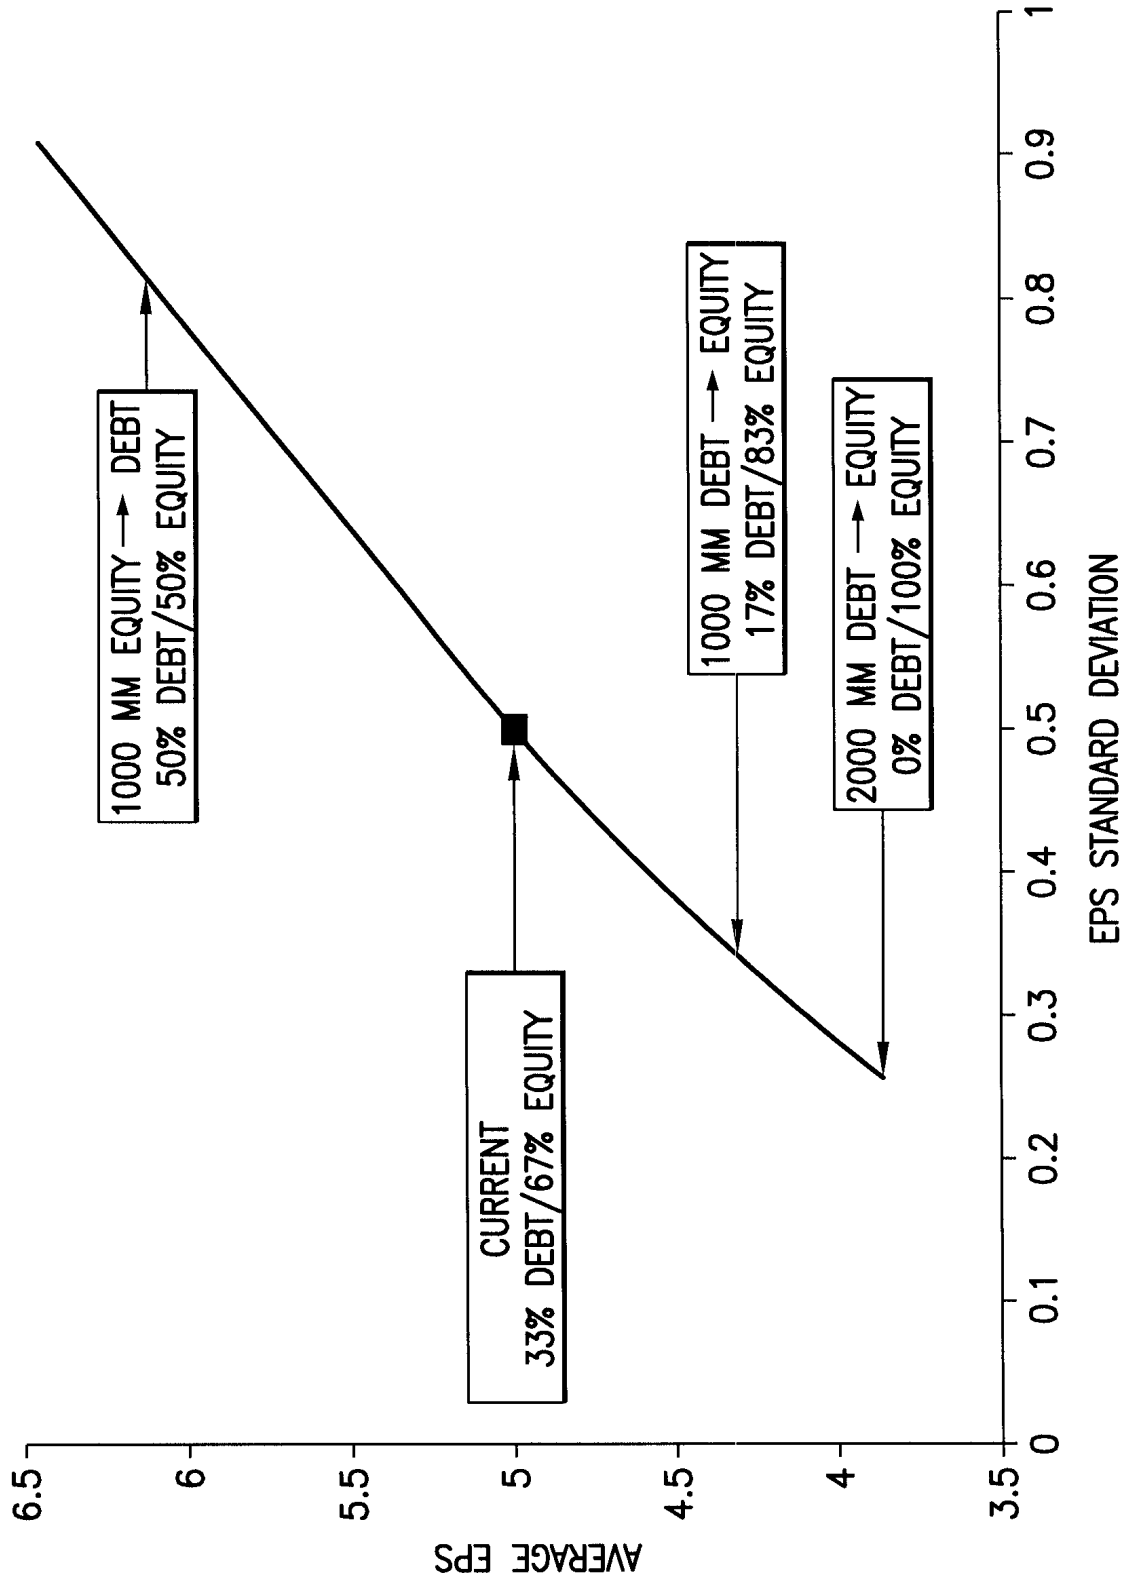 AVERAGE EPS
6.5
6
5.5
5
4.5
4
3.5
1000 MM EQUITY → DEBT
50% DEBT/50% EQUITY
CURRENT
33% DEBT/67% EQUITY
1000 MM DEBT → EQUITY
17% DEBT/83% EQUITY
2000 MM DEBT → EQUITY
0% DEBT/100% EQUITY
0 0.1 0.2 0.3 0.4 0.5 0.6 0.7 0.8 0.9 1
EPS STANDARD DEVIATION